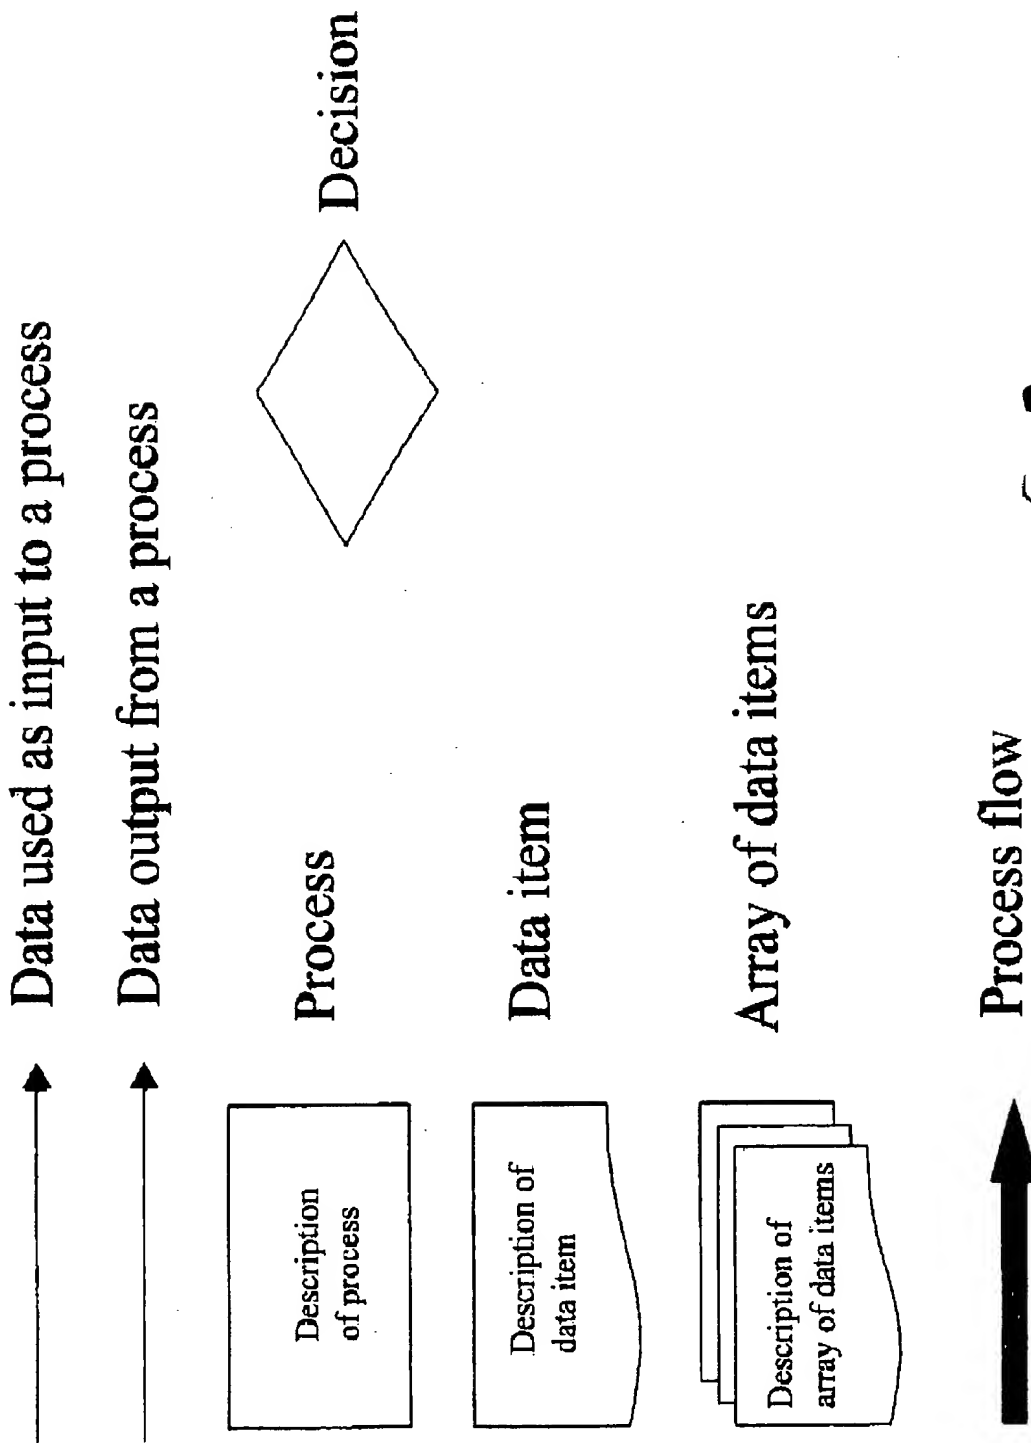 Data used as input to a process
Data output from a process
Description
of process
Process
Decision
Description of
data item
Data item
Description of
array of data items
Array of data items
Process flow